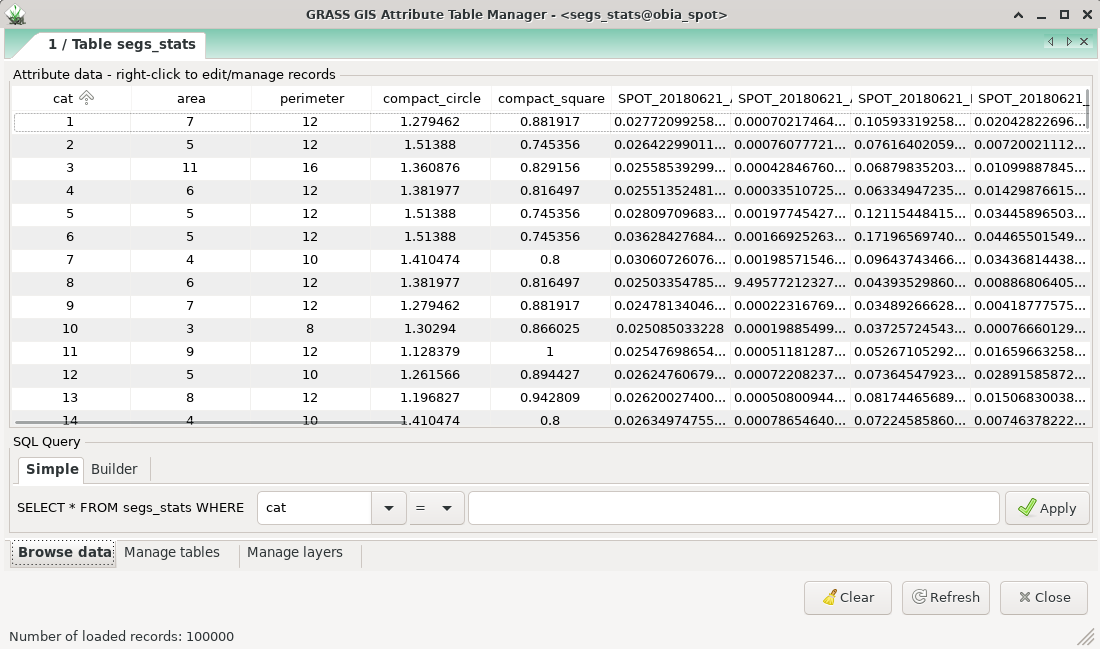 GRASS GIS Attribute Table Manager - <segs_stats@obia_spot>
1 / Table segs_stats
Attribute data - right-click to edit/manage records
cat area perimeter compact_circle compact_square SPOT_20180621_ SPOT_20180621_ SPOT_20180621_ SPOT_20180621_
1 7 12 1.279462 0.881917 0.02772099258... 0.00070217464... 0.10593319258... 0.02042822696...
2 5 12 1.51388 0.745356 0.02642299011... 0.00076077721... 0.07616402059... 0.00720021112...
3 11 16 1.360876 0.829156 0.02558539299... 0.00042846760... 0.06879835203... 0.01099887845...
4 6 12 1.381977 0.816497 0.02551352481... 0.00033510725... 0.06334947235... 0.01429876615...
5 5 12 1.51388 0.745356 0.02809709683... 0.00197745427... 0.12115448415... 0.03445896503...
6 5 12 1.51388 0.745356 0.03628427684... 0.00166925263... 0.17196569740... 0.04465501549...
7 4 10 1.410474 0.8 0.03060726076... 0.00198571546... 0.09643743466... 0.03436814438...
8 6 12 1.381977 0.816497 0.02503354785... 9.49577212327... 0.04393529860... 0.00886806405...
9 7 12 1.279462 0.881917 0.02478134046... 0.00022316769... 0.03489266628... 0.00418777575...
10 3 8 1.30294 0.866025 0.025085033228 0.00019885499... 0.03725724543... 0.00076660129...
11 9 12 1.128379 1 0.02547698654... 0.00051181287... 0.05267105292... 0.01659663258...
12 5 10 1.261566 0.894427 0.02624760679... 0.00072208237... 0.07364547923... 0.02891585872...
13 8 12 1.196827 0.942809 0.02620027400... 0.00050800944... 0.08174465689... 0.01506830038...
14 4 10 1.410474 0.8 0.02634974755... 0.00078654640... 0.07224585860... 0.00746378222...
SQL Query
Simple Builder
SELECT * FROM segs_stats WHERE cat = Apply
Browse data Manage tables Manage layers
Clear Refresh Close
Number of loaded records: 100000